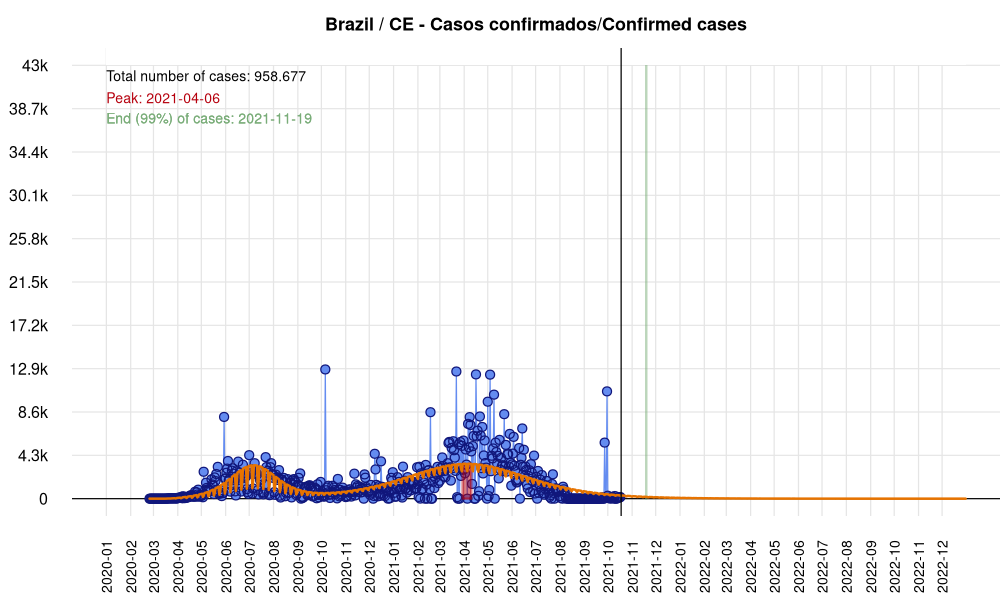 Brazil / CE - Casos confirmados/Confirmed cases
43k
38.7k
34.4k
30.1k
25.8k
21.5k
17.2k
12.9k
8.6k
4.3k
0
Total number of cases: 958.677
Peak: 2021-04-06
End (99%) of cases: 2021-11-19
2020-01
2020-02
2020-03
2020-04
2020-05
2020-06
2020-07
2020-08
2020-09
2020-10
2020-11
2020-12
2021-01
2021-02
2021-03
2021-04
2021-05
2021-06
2021-07
2021-08
2021-09
2021-10
2021-11
2021-12
2022-01
2022-02
2022-03
2022-04
2022-05
2022-06
2022-07
2022-08
2022-09
2022-10
2022-11
2022-12